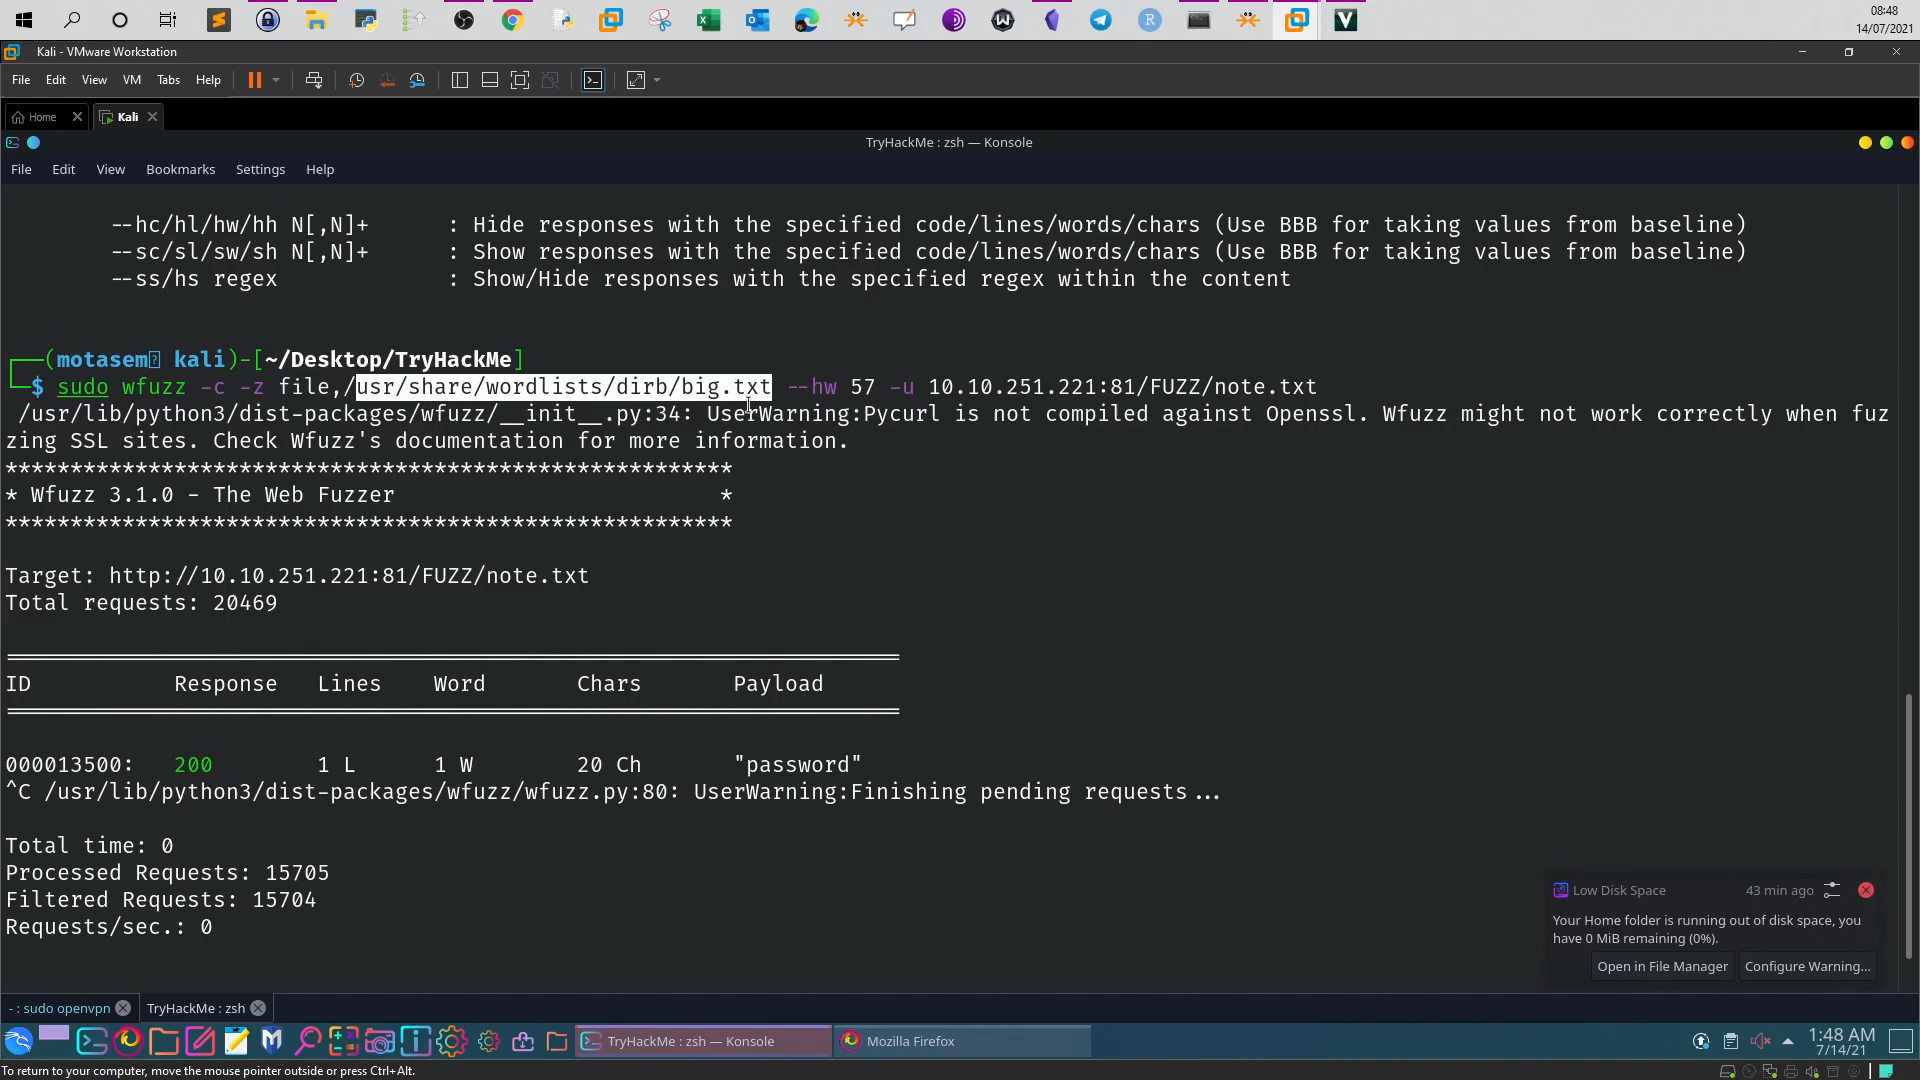 08:48
14/07/2021
Kali - VMware Workstation
File Edit View VM Tabs Help
Home Kali
TryHackMe : zsh — Konsole
File Edit View Bookmarks Settings Help
--hc/hl/hw/hh N[,N]+ : Hide responses with the specified code/lines/words/chars (Use BBB for taking values from baseline)
--sc/sl/sw/sh N[,N]+ : Show responses with the specified code/lines/words/chars (Use BBB for taking values from baseline)
--ss/hs regex : Show/Hide responses with the specified regex within the content
(motasem kali)-[~/Desktop/TryHackMe]
$ sudo wfuzz -c -z file,/usr/share/wordlists/dirb/big.txt --hw 57 -u 10.10.251.221:81/FUZZ/note.txt
/usr/lib/python3/dist-packages/wfuzz/__init__.py:34: UserWarning:Pycurl is not compiled against Openssl. Wfuzz might not work correctly when fuz
zing SSL sites. Check Wfuzz's documentation for more information.
********************************************************
* Wfuzz 3.1.0 - The Web Fuzzer *
********************************************************
Target: http://10.10.251.221:81/FUZZ/note.txt
Total requests: 20469
=====================================================================
ID Response Lines Word Chars Payload
=====================================================================
000013500: 200 1 L 1 W 20 Ch "password"
^C /usr/lib/python3/dist-packages/wfuzz/wfuzz.py:80: UserWarning:Finishing pending requests...
Total time: 0
Processed Requests: 15705
Filtered Requests: 15704
Requests/sec.: 0
Low Disk Space 43 min ago
Your Home folder is running out of disk space, you
have 0 MiB remaining (0%).
Open in File Manager Configure Warning...
- : sudo openvpn TryHackMe : zsh
TryHackMe : zsh — Konsole Mozilla Firefox
1:48 AM
7/14/21
To return to your computer, move the mouse pointer outside or press Ctrl+Alt.